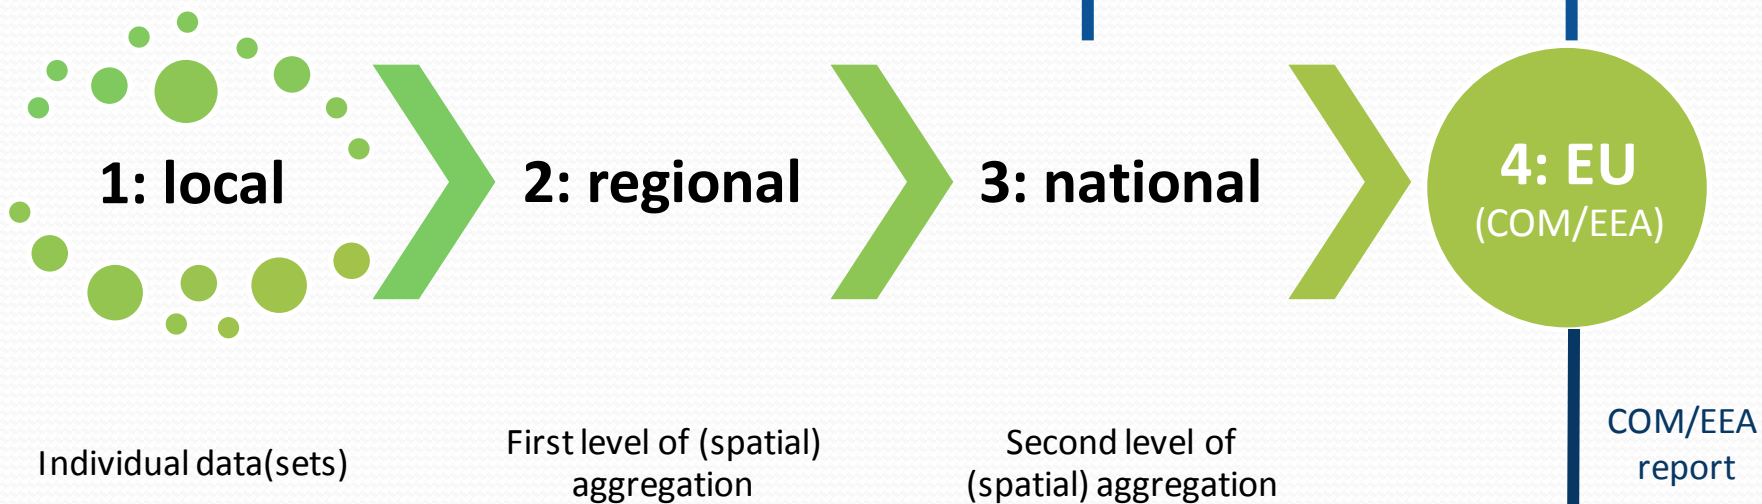 1: local
2: regional
3: national
4: EU
(COM/EEA)
Individual data(sets)
First level of (spatial)
aggregation
Second level of
(spatial) aggregation
COM/EEA
report